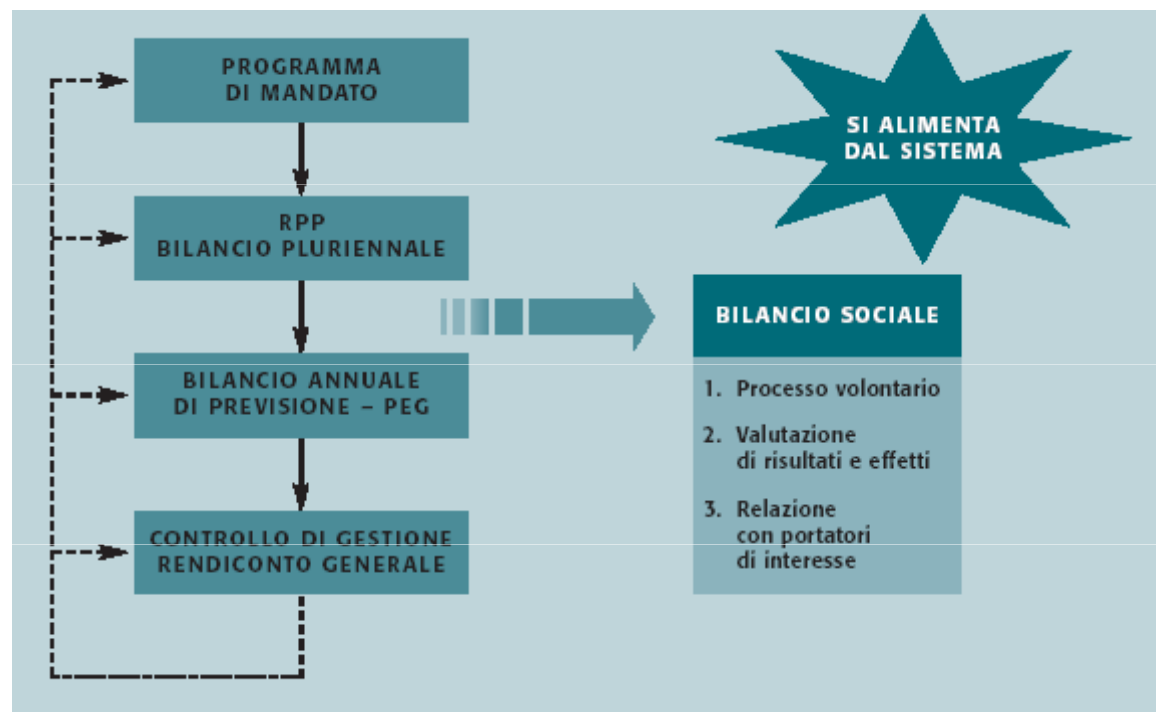 PROGRAMMA
DI MANDATO
RPP
BILANCIO PLURIENNALE
BILANCIO ANNUALE
DI PREVISIONE – PEG
CONTROLLO DI GESTIONE
RENDICONTO GENERALE
SI ALIMENTA
DAL SISTEMA
BILANCIO SOCIALE
1. Processo volontario
2. Valutazione
di risultati e effetti
3. Relazione
con portatori
di interesse